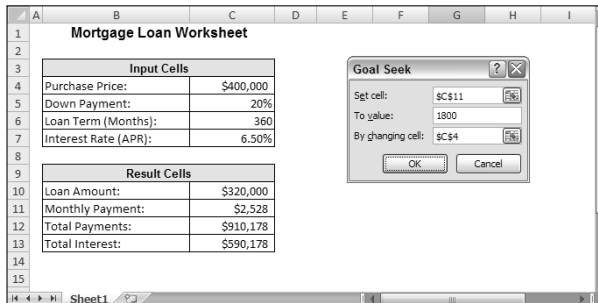 A B C D E F G H I
1 Mortgage Loan Worksheet
2
3 Input Cells
4 Purchase Price: $400,000
5 Down Payment: 20%
6 Loan Term (Months): 360
7 Interest Rate (APR): 6.50%
8
9 Result Cells
10 Loan Amount: $320,000
11 Monthly Payment: $2,528
12 Total Payments: $910,178
13 Total Interest: $590,178
14
15
Goal Seek ?
Set cell: $C$11
To value: 1800
By changing cell: $C$4
OK Cancel
Sheet1